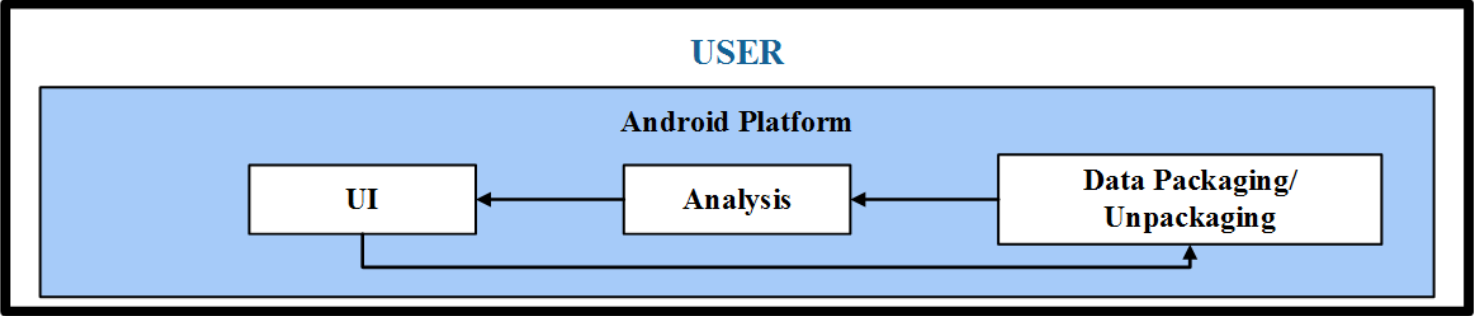 USER
Android Platform
UI
Analysis
Data Packaging/
Unpackaging